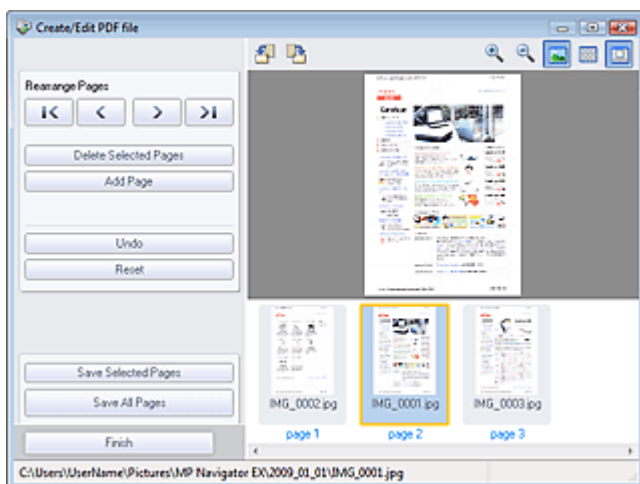 Create/Edit PDF file
Rearrange Pages
Delete Selected Pages
Add Page
Undo
Reset
Save Selected Pages
Save All Pages
Finish
IMG_0002.jpg
IMG_0001.jpg
IMG_0003.jpg
page 1
page 2
page 3
C:\Users\UserName\Pictures\MP Navigator EX\2009_01_01\IMG_0001.jpg